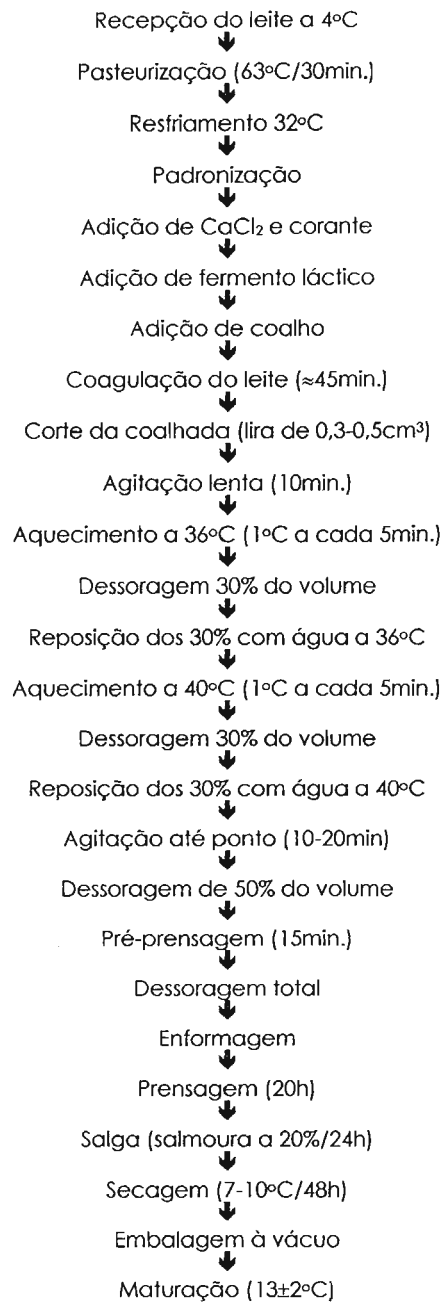 Recepção do leite a 4ºC
Pasteurização (63ºC/30min.)
Resfriamento 32ºC
Padronização
Adição de CaCl₂ e corante
Adição de fermento láctico
Adição de coalho
Coagulação do leite (≈45min.)
Corte da coalhada (lira de 0,3-0,5cm³)
Agitação lenta (10min.)
Aquecimento a 36ºC (1ºC a cada 5min.)
Dessoragem 30% do volume
Reposição dos 30% com água a 36ºC
Aquecimento a 40ºC (1ºC a cada 5min.)
Dessoragem 30% do volume
Reposição dos 30% com água a 40ºC
Agitação até ponto (10-20min)
Dessoragem de 50% do volume
Pré-prensagem (15min.)
Dessoragem total
Enformagem
Prensagem (20h)
Salga (salmoura a 20%/24h)
Secagem (7-10ºC/48h)
Embalagem à vácuo
Maturação (13±2ºC)